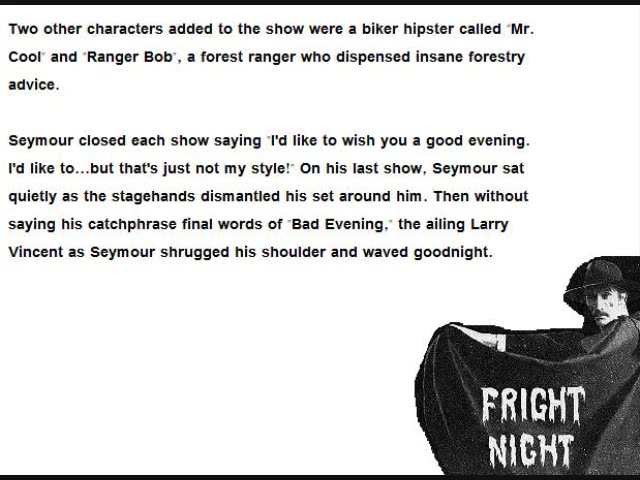 Two other characters added to the show were a biker hipster called "Mr.
Cool" and "Ranger Bob", a forest ranger who dispensed insane forestry
advice.
Seymour closed each show saying "I'd like to wish you a good evening.
I'd like to...but that's just not my style!" On his last show, Seymour sat
quietly as the stagehands dismantled his set around him. Then without
saying his catchphrase final words of "Bad Evening," the ailing Larry
Vincent as Seymour shrugged his shoulder and waved goodnight.
FRIGHT
NIGHT